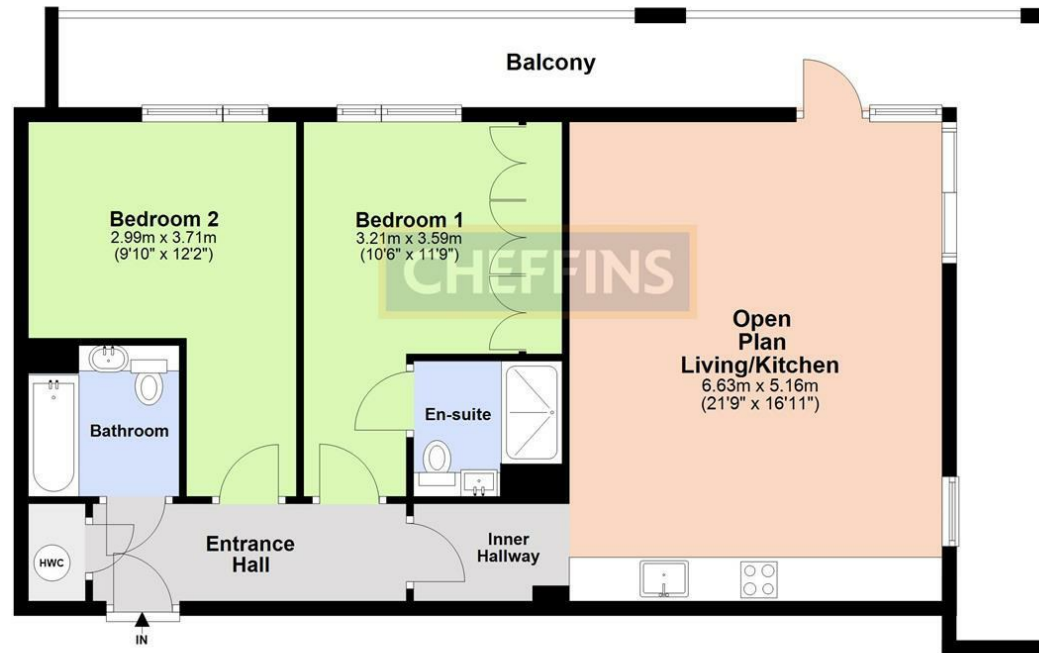 Balcony
Bedroom 2
2.99m x 3.71m
(9'10" x 12'2")
Bedroom 1
3.21m x 3.59m
(10'6" x 11'9")
CHEFFINS
Open
Plan
Living/Kitchen
6.63m x 5.16m
(21'9" x 16'11")
En-suite
Bathroom
HWC
Entrance
Hall
Inner
Hallway
IN